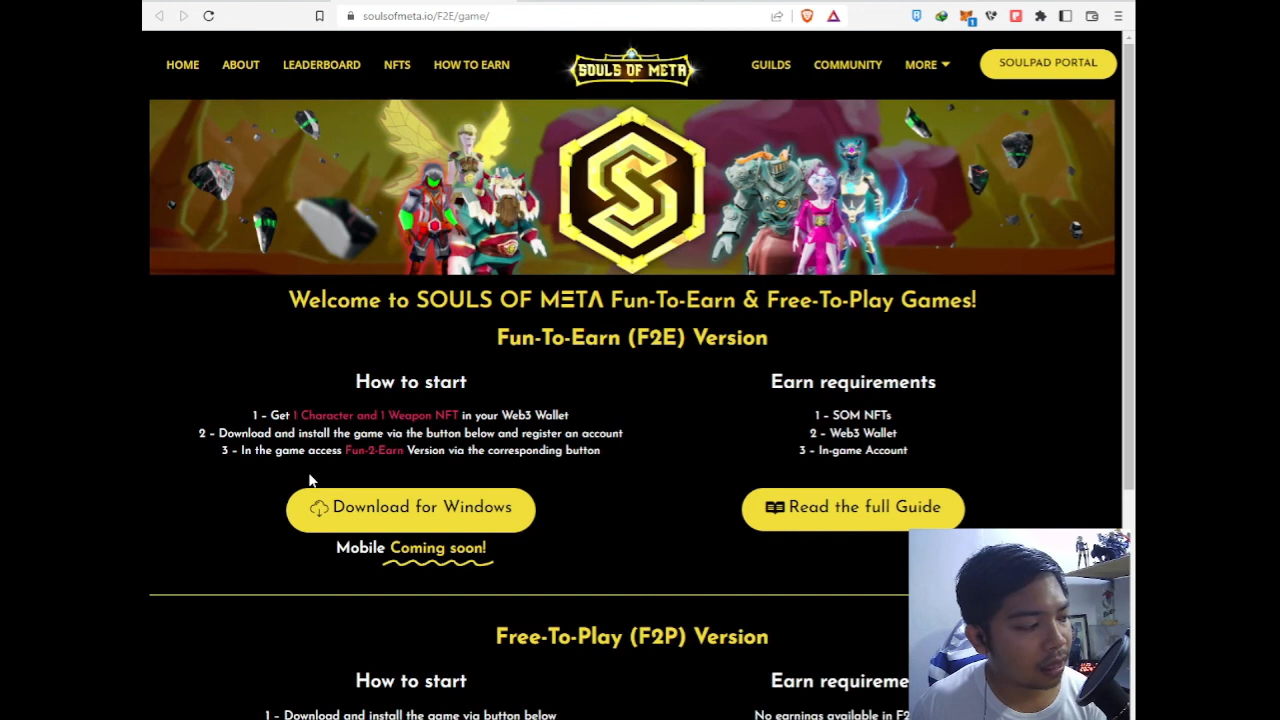 soulsofmeta.io/F2E/game/
1
HOME ABOUT LEADERBOARD NFTS HOW TO EARN SOULS OF META GUILDS COMMUNITY MORE SOULPAD PORTAL
Welcome to SOULS OF MΞTΛ Fun-To-Earn & Free-To-Play Games!
Fun-To-Earn (F2E) Version
How to start
1 - Get 1 Character and 1 Weapon NFT in your Web3 Wallet
2 - Download and install the game via the button below and register an account
3 - In the game access Fun-2-Earn Version via the corresponding button
Download for Windows
Mobile Coming soon!
Earn requirements
1 - SOM NFTs
2 - Web3 Wallet
3 - In-game Account
Read the full Guide
Free-To-Play (F2P) Version
How to start
1 - Download and install the game via button below
Earn requireme
No earnings available in F2